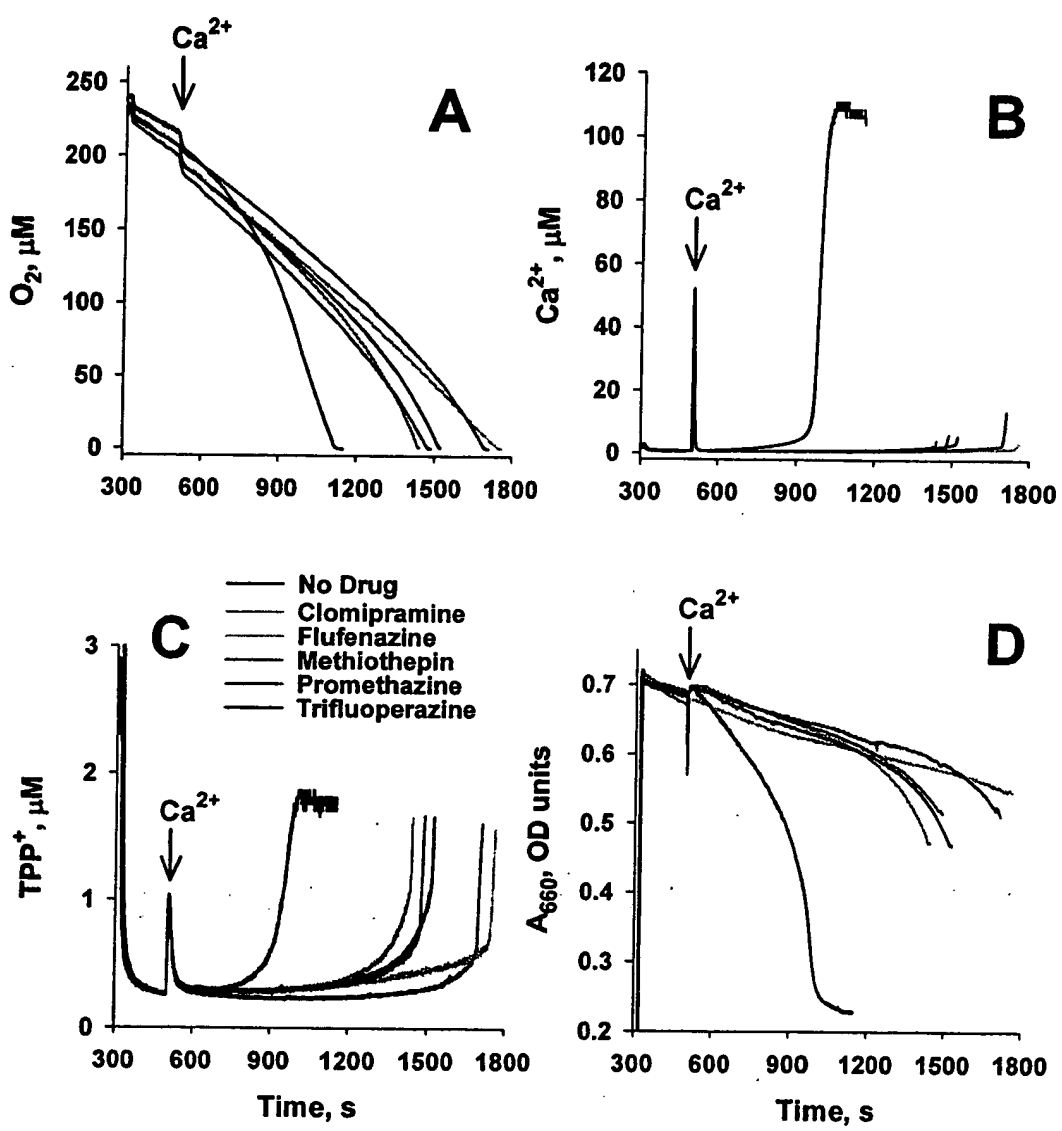 Ca2+
A
250
200
150
100
50
0
O2, μM
300 600 900 1200 1500 1800
120
100
80
60
40
20
0
Ca2+, μM
Ca2+
B
300 600 900 1200 1500 1800
No Drug
Clomipramine
Flufenazine
Methiothepin
Promethazine
Trifluoperazine
C
3
2
1
0
TPP+, μM
Ca2+
300 600 900 1200 1500 1800
Time, s
Ca2+
D
0.7
0.6
0.5
0.4
0.3
0.2
A660, OD units
300 600 900 1200 1500 1800
Time, s